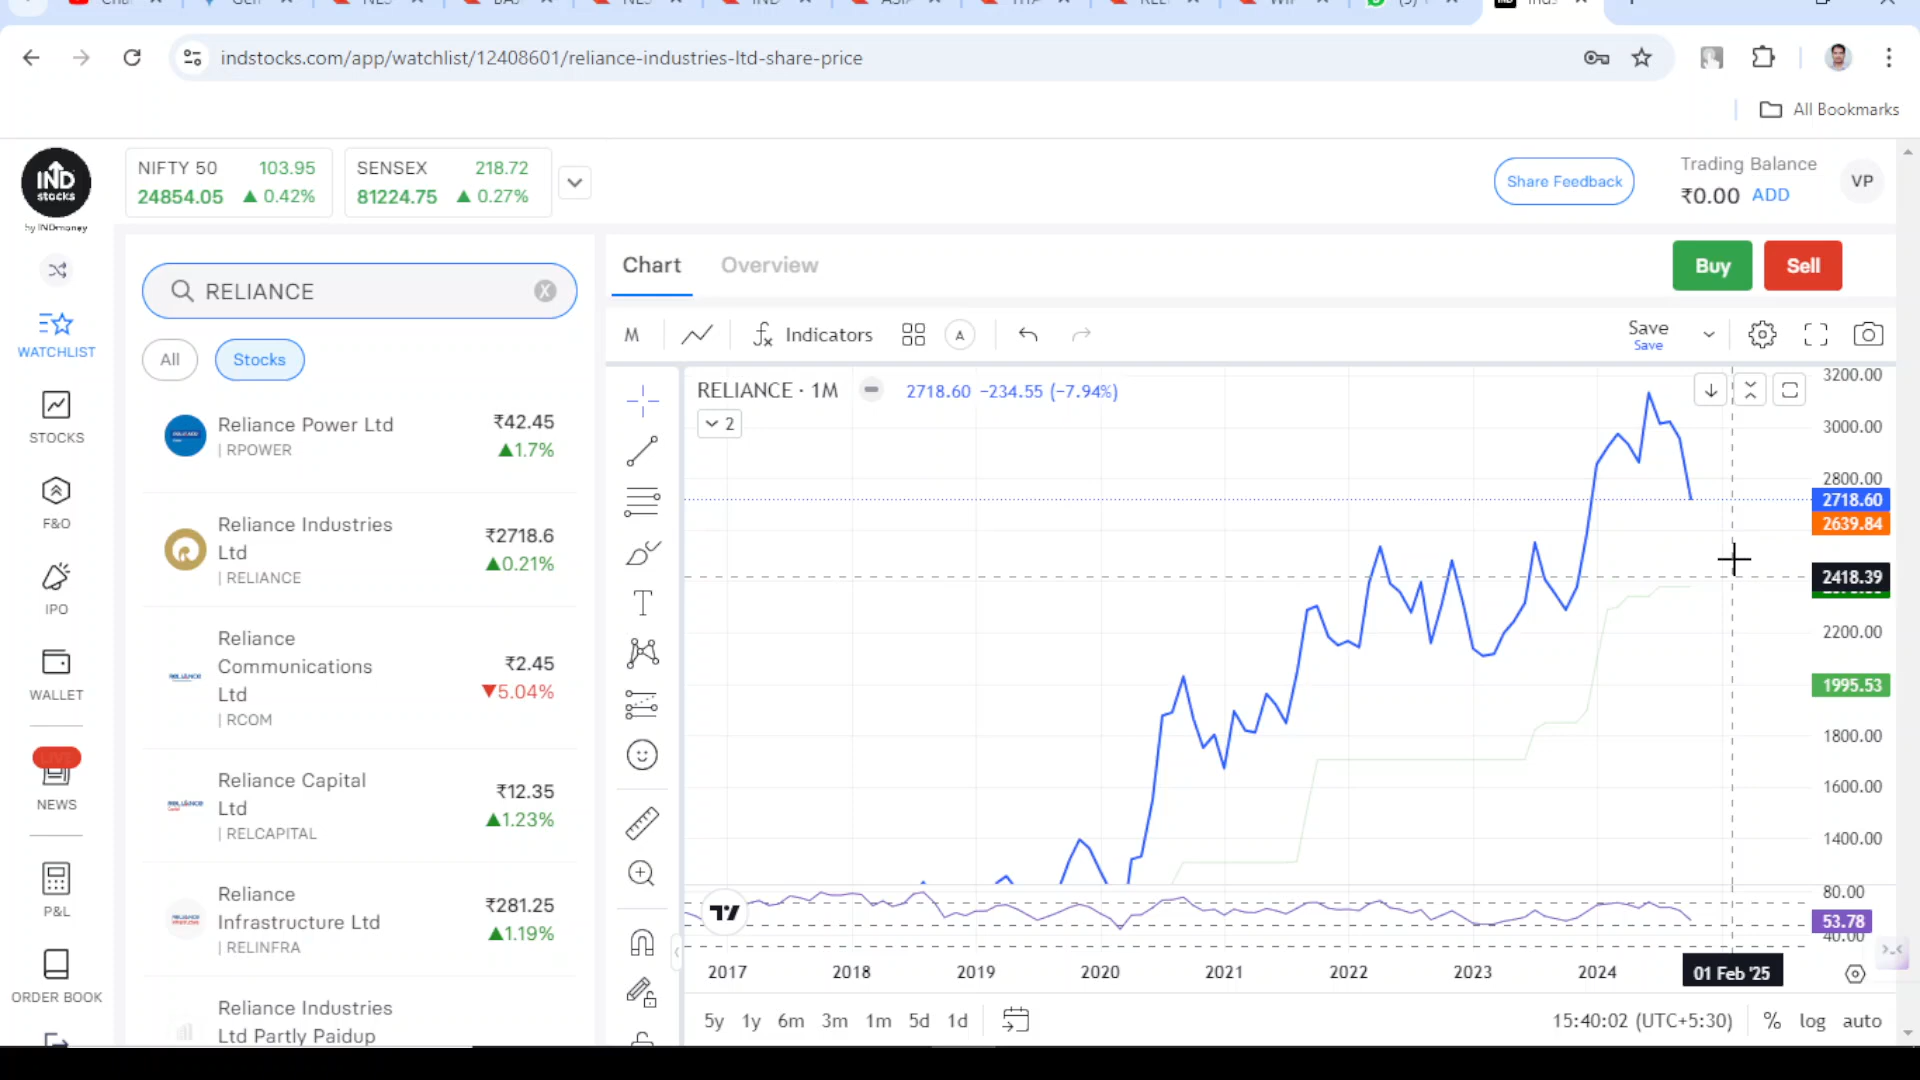 indstocks.com/app/watchlist/12408601/reliance-industries-ltd-share-price
All Bookmarks
IND
stocks
by INDmoney
NIFTY 50 103.95
24854.05 ▲ 0.42%
SENSEX 218.72
81224.75 ▲ 0.27%
Share Feedback
Trading Balance
₹0.00 ADD
VP
WATCHLIST
STOCKS
F&O
IPO
WALLET
NEWS
P&L
ORDER BOOK
RELIANCE
All
Stocks
Reliance Power Ltd ₹42.45
| RPOWER ▲1.7%
Reliance Industries
Ltd ₹2718.6
| RELIANCE ▲0.21%
Reliance
Communications
Ltd ₹2.45
| RCOM ▼5.04%
Reliance Capital
Ltd ₹12.35
| RELCAPITAL ▲1.23%
Reliance
Infrastructure Ltd ₹281.25
| RELINFRA ▲1.19%
Reliance Industries
Ltd Partly Paidup
Chart
Overview
Buy
Sell
M
Indicators
A
Save
Save
RELIANCE · 1M 2718.60 −234.55 (−7.94%)
2
3200.00
3000.00
2800.00
2718.60
2639.84
2418.39
2200.00
1995.53
1800.00
1600.00
1400.00
80.00
53.78
40.00
2017 2018 2019 2020 2021 2022 2023 2024 01 Feb '25
5y 1y 6m 3m 1m 5d 1d
15:40:02 (UTC+5:30) % log auto